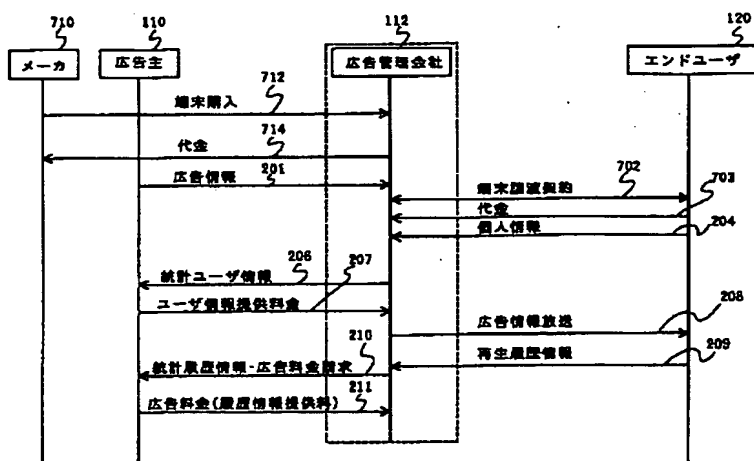 710
110
112
120
メーカ
広告主
広告管理会社
エンドユーザ
712
端末購入
714
代金
201
広告情報
702
端末譲渡契約
703
代金
204
個人情報
206
207
統計ユーザ情報
ユーザ情報提供料金
208
広告情報放送
210
209
再生履歴情報
統計履歴情報・広告料金請求
211
広告料金(履歴情報提供料)